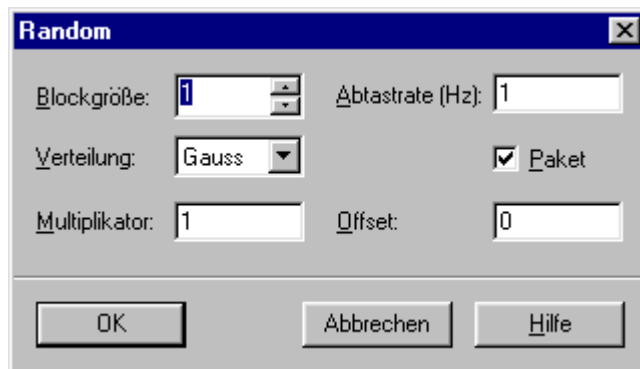 Random
Blockgröße: 1 Abtastrate (Hz): 1
Verteilung: Gauss Paket
Multiplikator: 1 Offset: 0
OK Abbrechen Hilfe